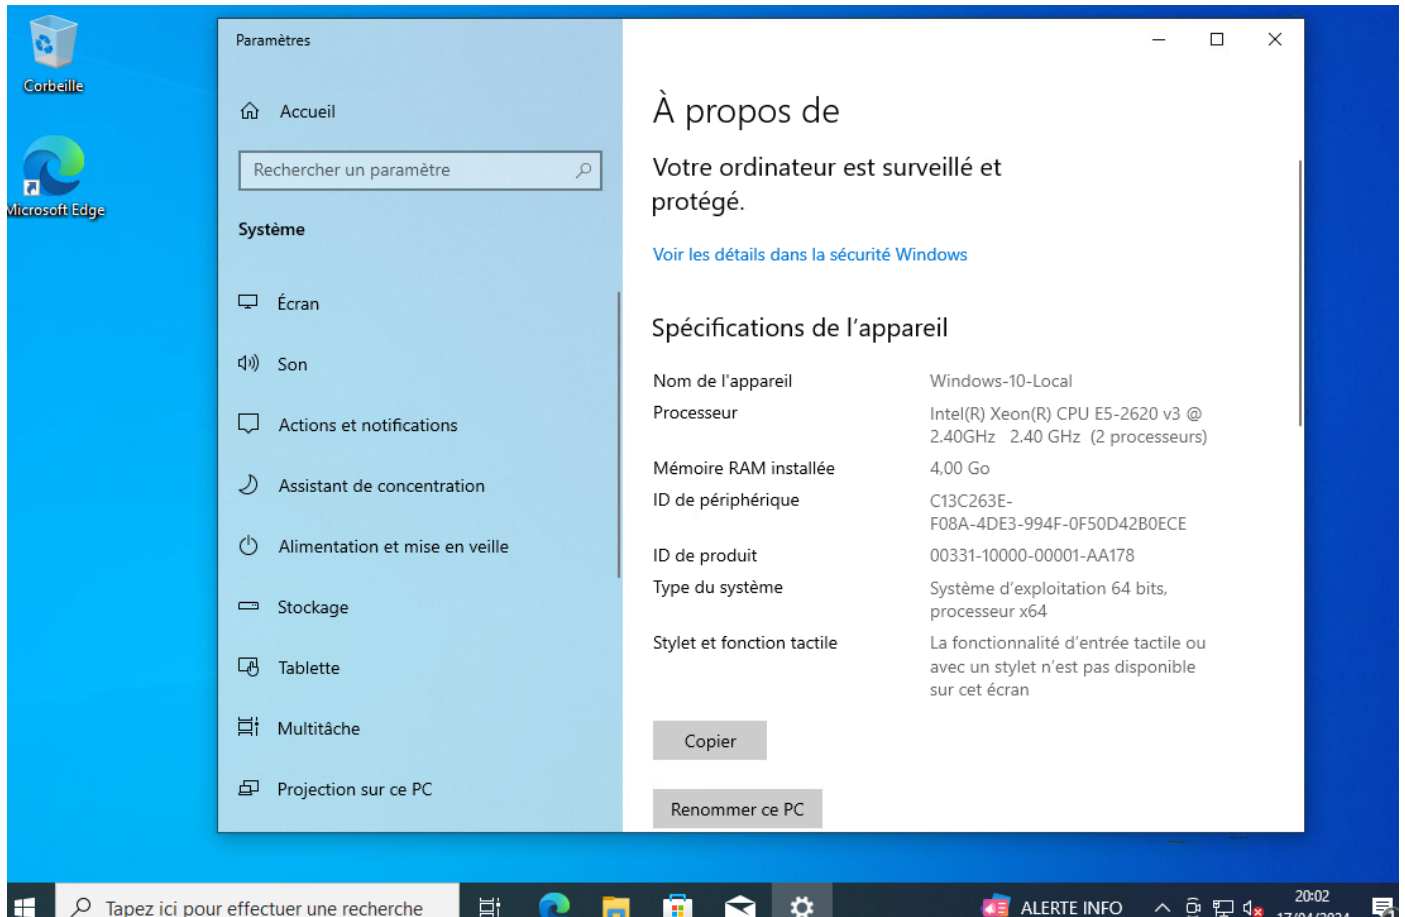 Corbeille
Microsoft Edge
Paramètres
Accueil
Rechercher un paramètre
Système
Écran
Son
Actions et notifications
Assistant de concentration
Alimentation et mise en veille
Stockage
Tablette
Multitâche
Projection sur ce PC
À propos de
Votre ordinateur est surveillé et
protégé.
Voir les détails dans la sécurité Windows
Spécifications de l’appareil
Nom de l'appareil Windows-10-Local
Processeur Intel(R) Xeon(R) CPU E5-2620 v3 @
2.40GHz 2.40 GHz (2 processeurs)
Mémoire RAM installée 4,00 Go
ID de périphérique C13C263E-
F08A-4DE3-994F-0F50D42B0ECE
ID de produit 00331-10000-00001-AA178
Type du système Système d’exploitation 64 bits,
processeur x64
Stylet et fonction tactile La fonctionnalité d’entrée tactile ou
avec un stylet n’est pas disponible
sur cet écran
Copier
Renommer ce PC
Tapez ici pour effectuer une recherche
ALERTE INFO
20:02
17/04/2024